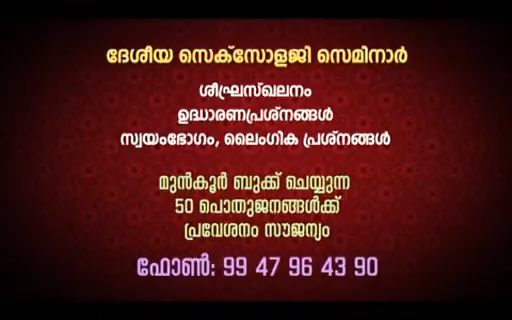 ദേശീയ സെക്സോളജി സെമിനാർ
ശീഘ്രസ്ഖലനം
ഉദ്ധാരണപ്രശ്നങ്ങൾ
സ്വയംഭോഗം, ലൈംഗിക പ്രശ്നങ്ങൾ
മുൻകൂർ ബുക്ക് ചെയ്യുന്ന
50 പൊതുജനങ്ങൾക്ക്
പ്രവേശനം സൗജന്യം
ഫോൺ: 99 47 96 43 90